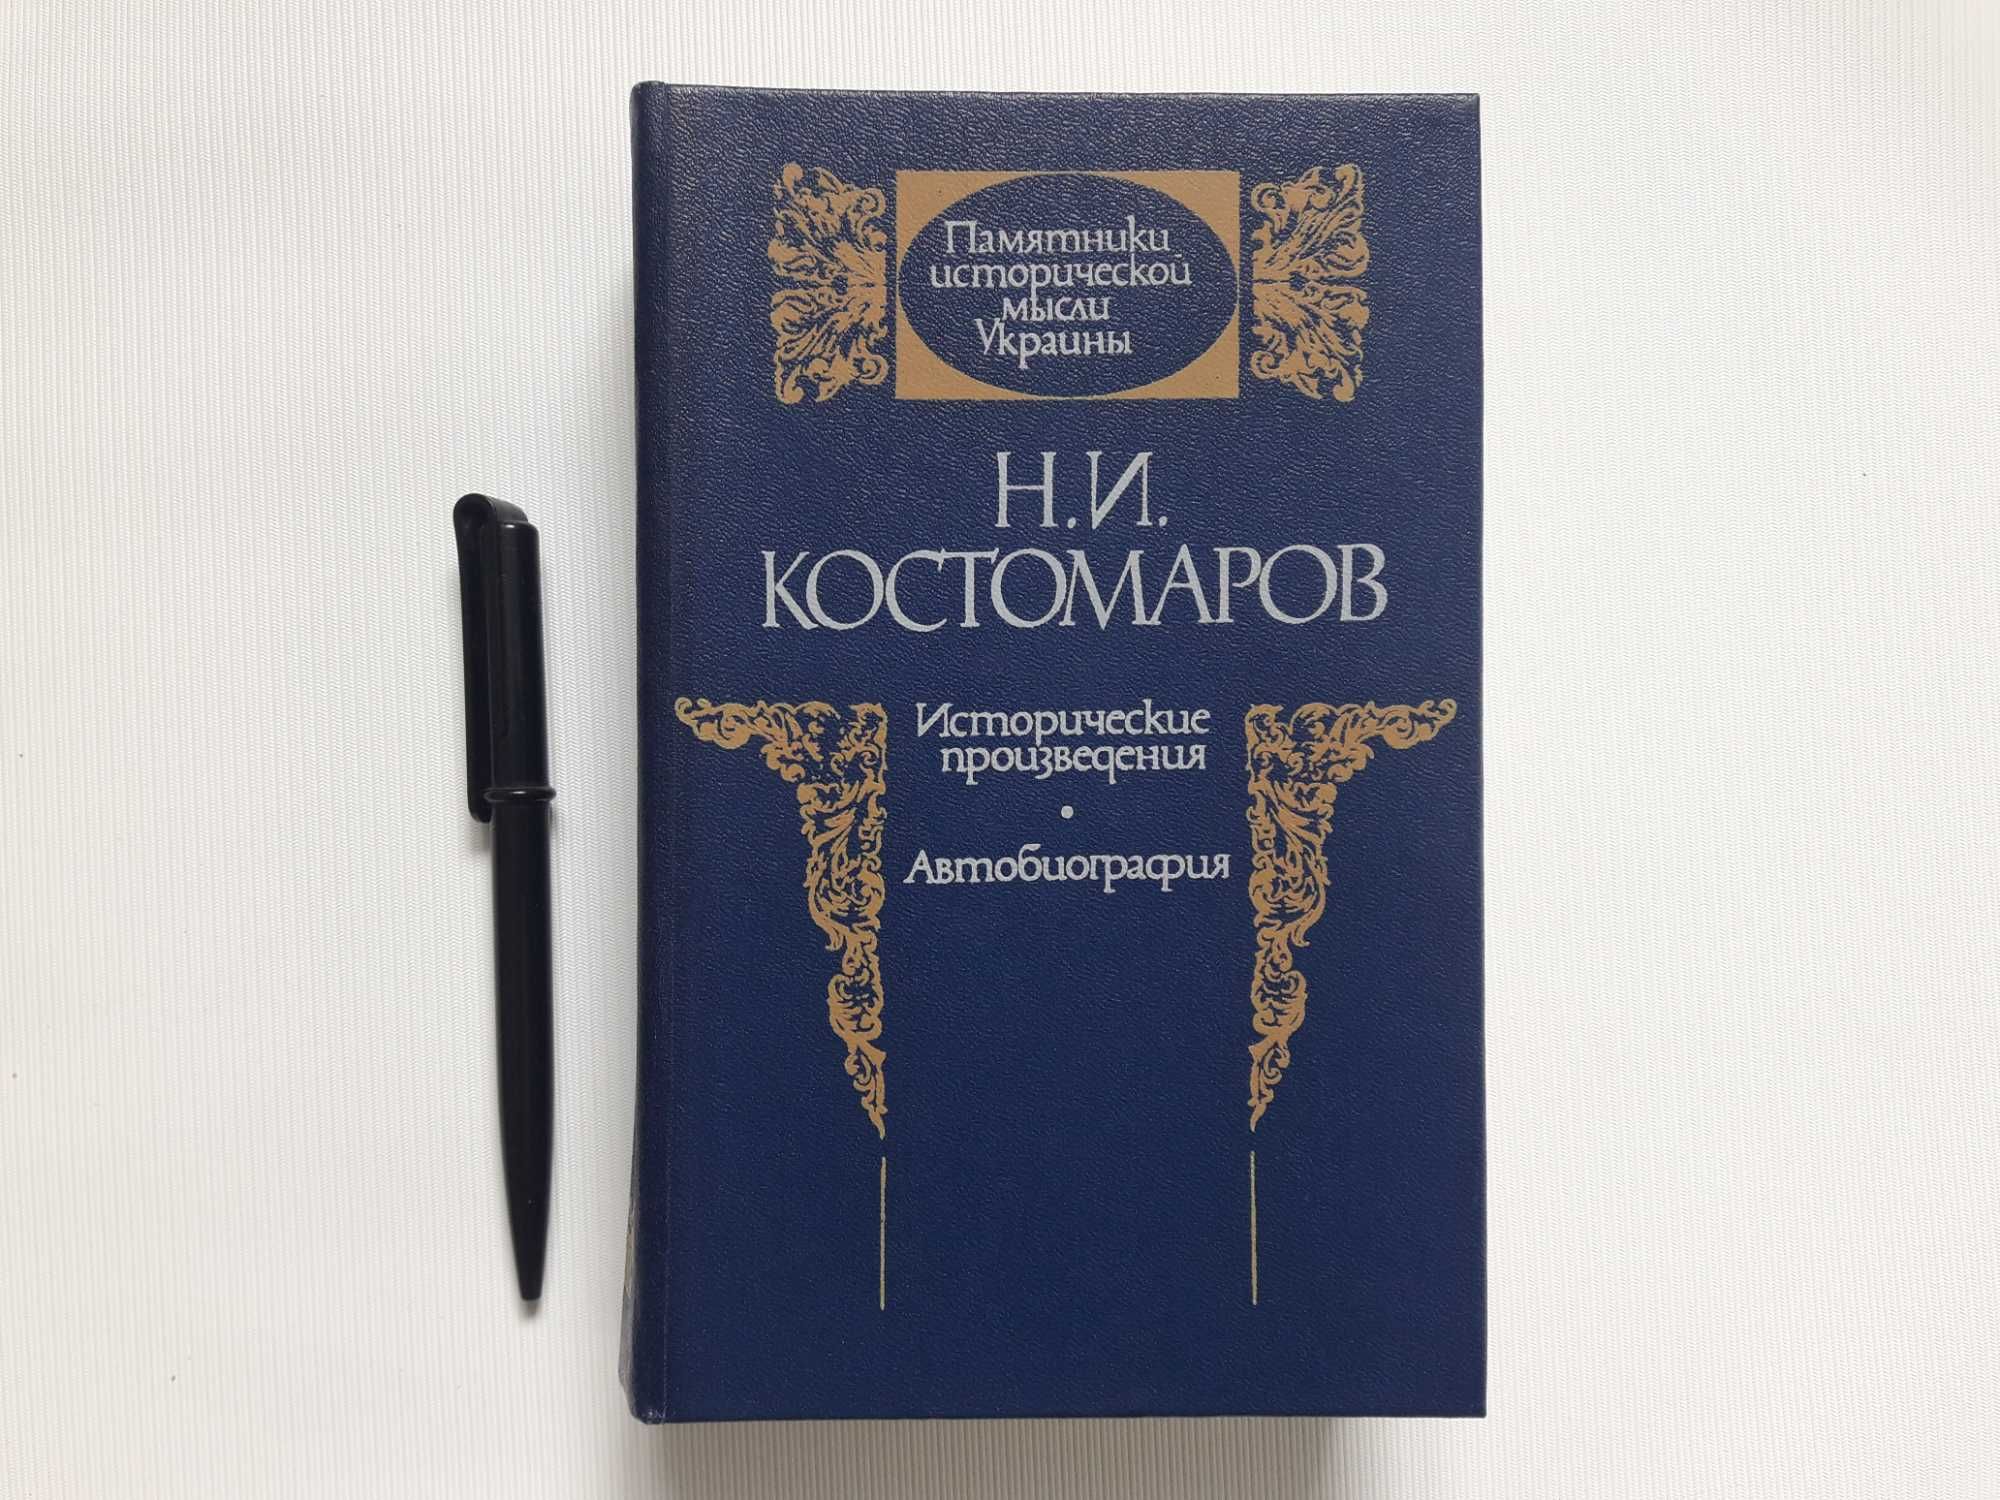 Памятники
исторической
мысли
Украины
Н.И.
КОСТОМАРОВ
Исторические
произведения
•
Автобиография